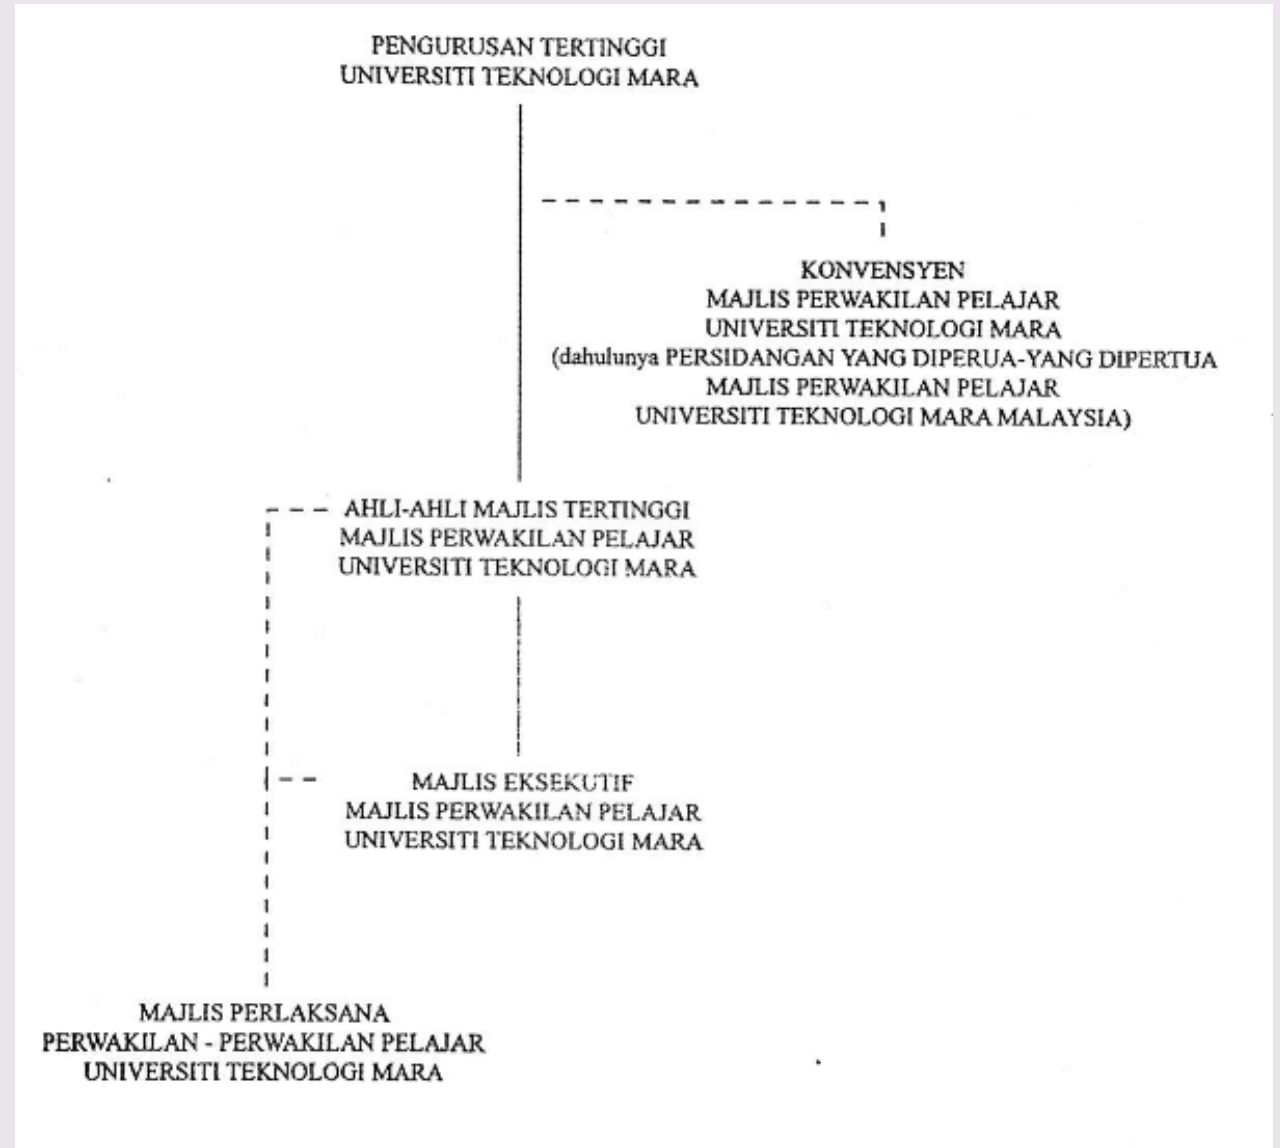 PENGURUSAN TERTINGGI
UNIVERSITI TEKNOLOGI MARA
KONVENSYEN
MAJLIS PERWAKILAN PELAJAR
UNIVERSITI TEKNOLOGI MARA
(dahulunya PERSIDANGAN YANG DIPERUA-YANG DIPERTUA
MAJLIS PERWAKILAN PELAJAR
UNIVERSITI TEKNOLOGI MARA MALAYSIA)
AHLI-AHLI MAJLIS TERTINGGI
MAJLIS PERWAKILAN PELAJAR
UNIVERSITI TEKNOLOGI MARA
MAJLIS EKSEKUTIF
MAJLIS PERWAKILAN PELAJAR
UNIVERSITI TEKNOLOGI MARA
MAJLIS PERLAKSANA
PERWAKILAN - PERWAKILAN PELAJAR
UNIVERSITI TEKNOLOGI MARA